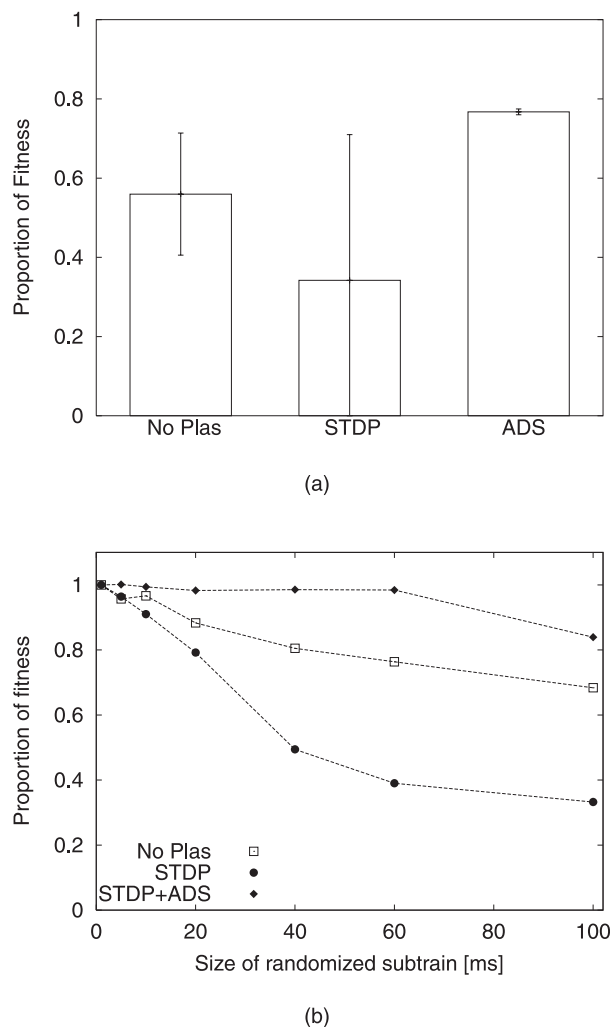 1
0.8
0.6
0.4
0.2
0
Proportion of Fitness
No Plas STDP ADS
(a)
1
0.8
0.6
0.4
0.2
0
Proportion of fitness
No Plas
STDP
STDP+ADS
0 20 40 60 80 100
Size of randomized subtrain [ms]
(b)